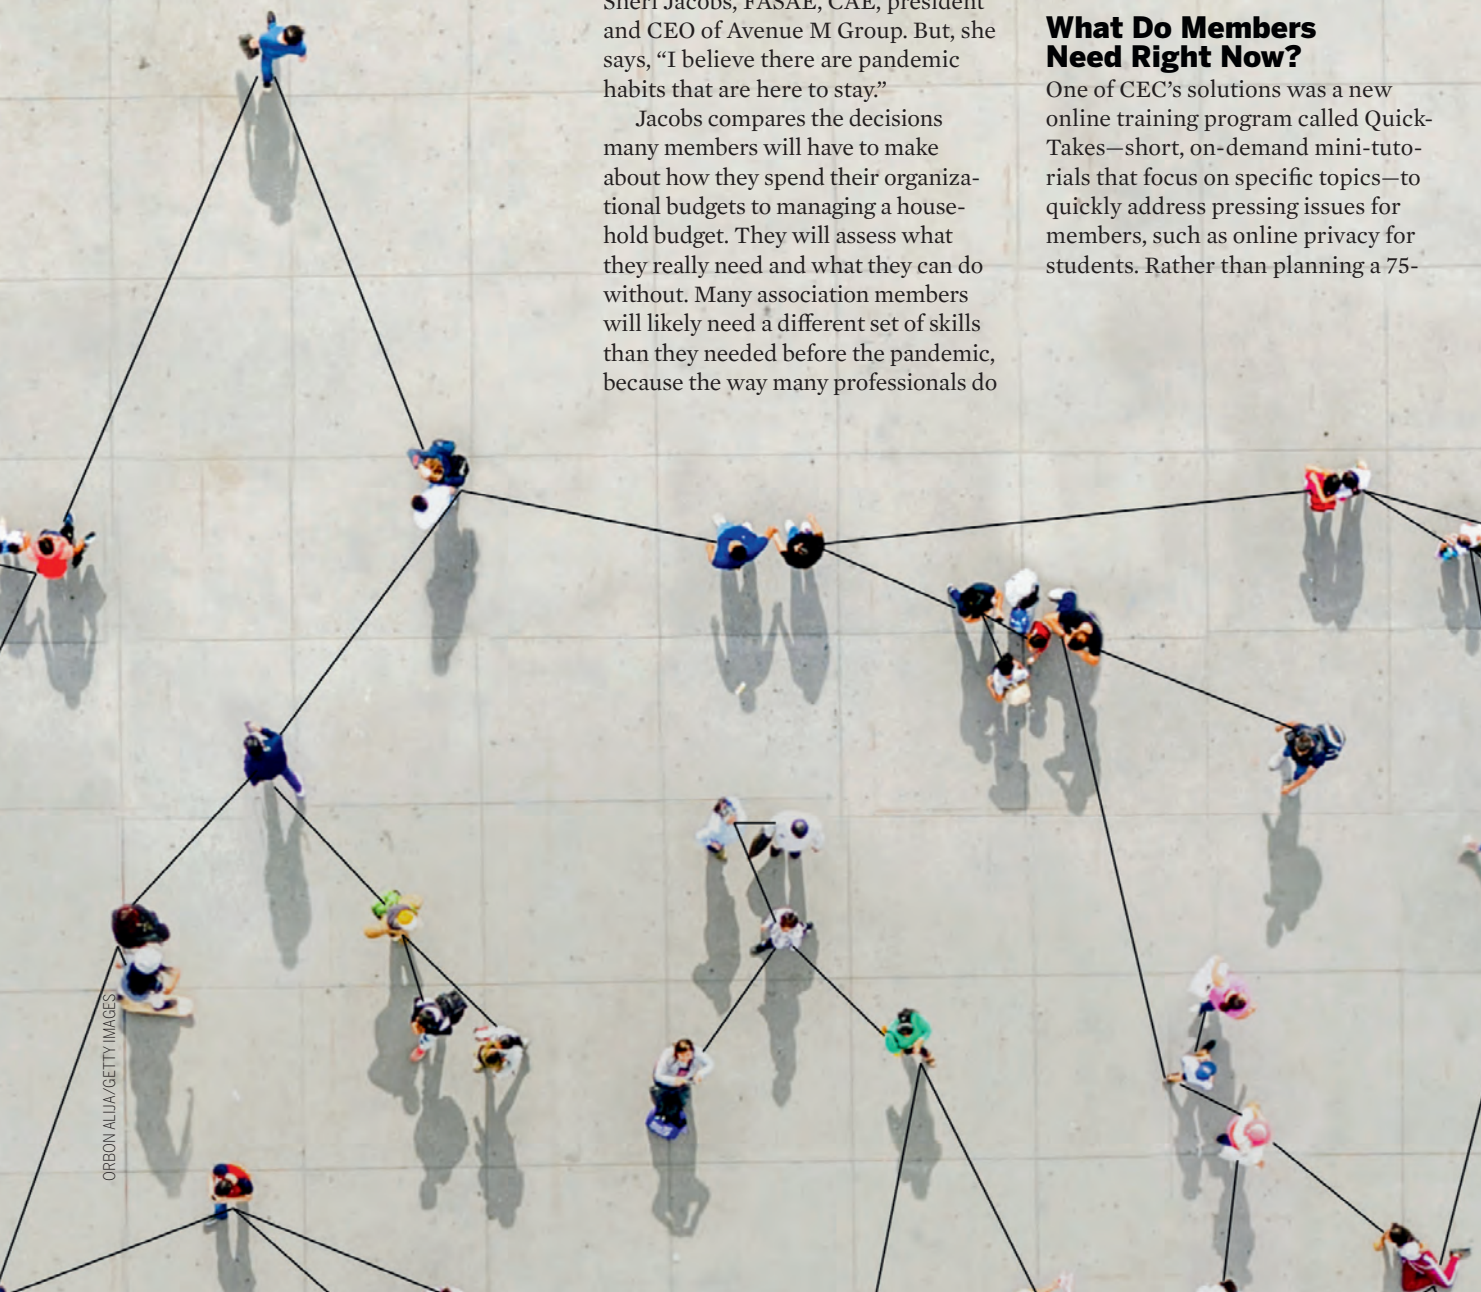 Sheri Jacobs, FASAE, CAE, president
and CEO of Avenue M Group. But, she
says, “I believe there are pandemic
habits that are here to stay.”
Jacobs compares the decisions
many members will have to make
about how they spend their organiza-
tional budgets to managing a house-
hold budget. They will assess what
they really need and what they can do
without. Many association members
will likely need a different set of skills
than they needed before the pandemic,
because the way many professionals do
What Do Members
Need Right Now?
One of CEC’s solutions was a new
online training program called Quick-
Takes—short, on-demand mini-tuto-
rials that focus on specific topics—to
quickly address pressing issues for
members, such as online privacy for
students. Rather than planning a 75-
ORBON ALIJA/GETTY IMAGES